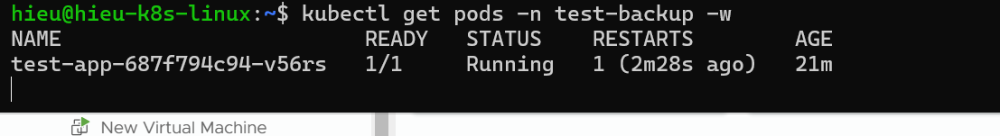 hieu@hieu-k8s-linux:~$ kubectl get pods -n test-backup -w
NAME READY STATUS RESTARTS AGE
test-app-687f794c94-v56rs 1/1 Running 1 (2m28s ago) 21m
New Virtual Machine